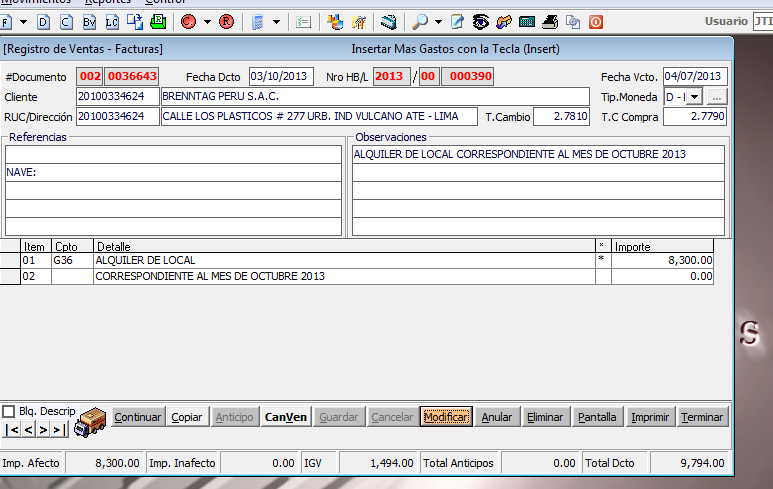 Movimientos Reportes Control
F D C Bv L.C R Usuario JTI
[Registro de Ventas - Facturas] Insertar Mas Gastos con la Tecla (Insert)
#Documento 002 0036643 Fecha Dcto 03/10/2013 Nro HB/L 2013 / 00 000390 Fecha Vcto. 04/07/2013
Cliente 20100334624 BRENNTAG PERU S.A.C. Tip.Moneda D - I ...
RUC/Dirección 20100334624 CALLE LOS PLASTICOS # 277 URB. IND VULCANO ATE - LIMA T.Cambio 2.7810 T.C Compra 2.7790
Referencias Observaciones
ALQUILER DE LOCAL CORRESPONDIENTE AL MES DE OCTUBRE 2013
NAVE:
Item Cpto Detalle * Importe
01 G36 ALQUILER DE LOCAL * 8,300.00
02 CORRESPONDIENTE AL MES DE OCTUBRE 2013 0.00
S
Blq. Descrip
|< < > >| Continuar Copiar Anticipo CanVen Guardar Cancelar Modificar Anular Eliminar Pantalla Imprimir Terminar
Imp. Afecto 8,300.00 Imp. Inafecto 0.00 IGV 1,494.00 Total Anticipos 0.00 Total Dcto 9,794.00